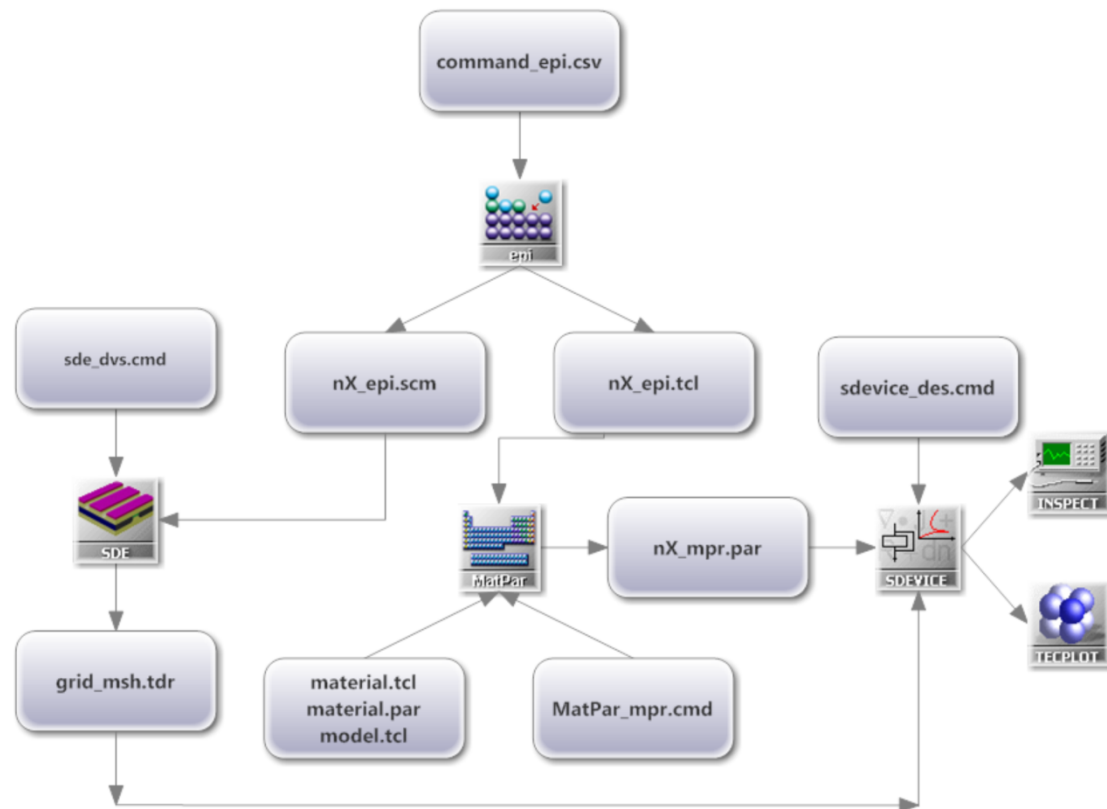 command_epi.csv
epi
sde_dvs.cmd
nX_epi.scm
nX_epi.tcl
sdevice_des.cmd
INSPECT
SDE
MatPar
nX_mpr.par
SDEVICE
TECPLOT
grid_msh.tdr
material.tcl
material.par
model.tcl
MatPar_mpr.cmd